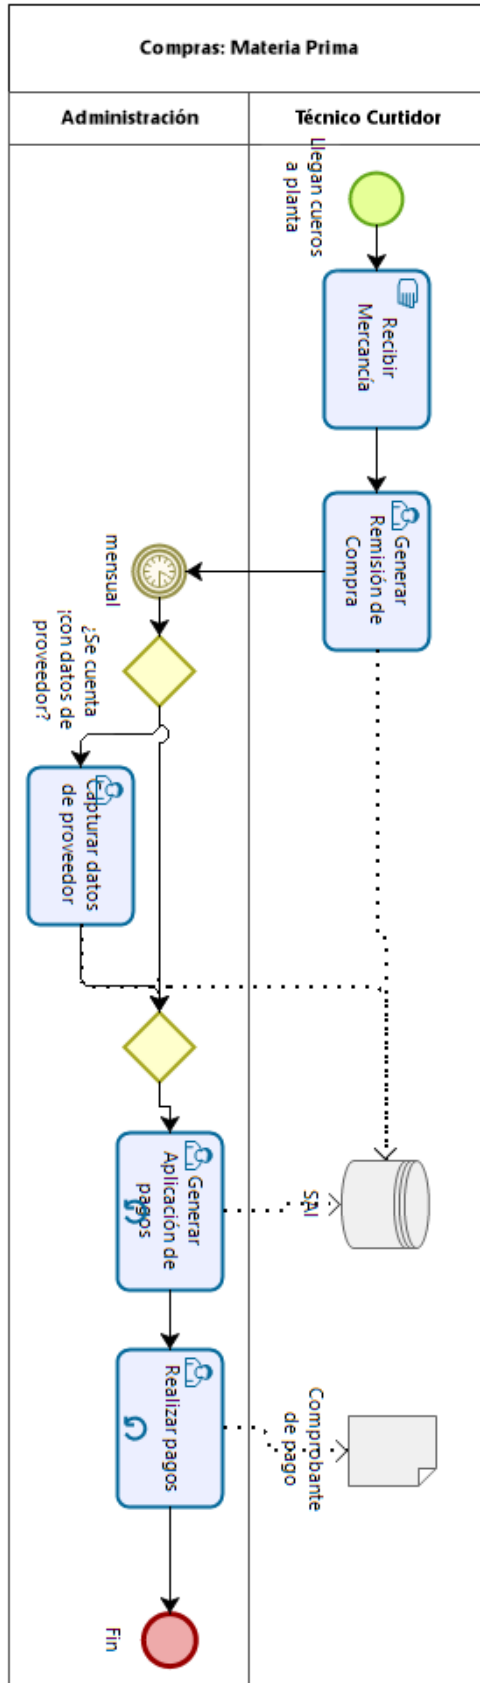 Compras: Materia Prima
Administración
Técnico Curtidor
Llegan cueros
a planta
Recibir
Mercancía
Generar
Remisión de
Compra
mensual
¿Se cuenta
¡con datos de
proveedor?
Capturar datos
de proveedor
Generar
Aplicación de
pagos
SAI
Realizar pagos
Comprobante
de pago
Fin